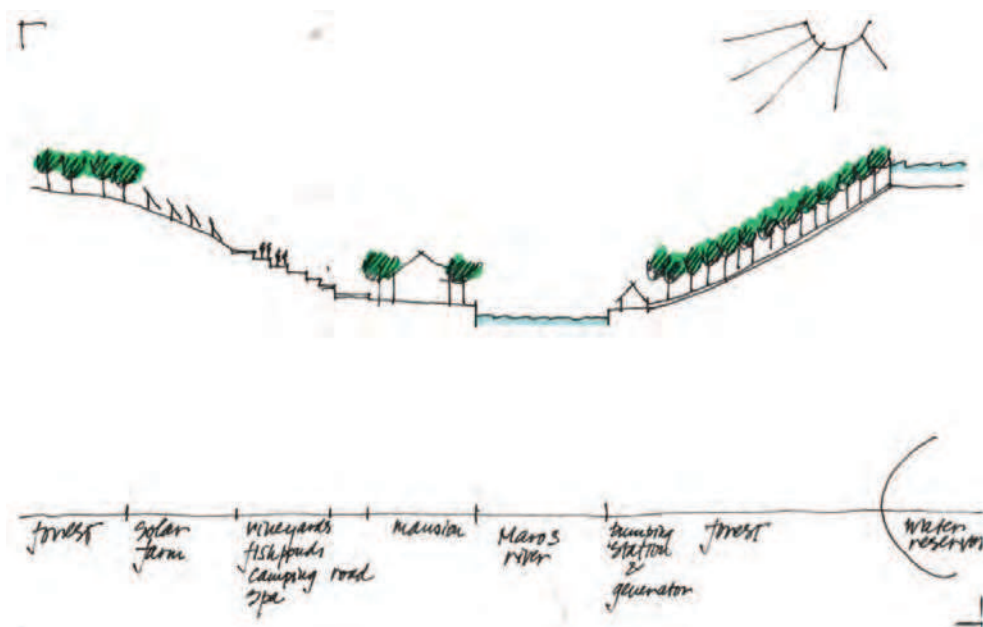 forest
solar
farm
vineyards
fishponds
camping road
spa
mansion
Maros
river
pumping
station
&
generator
forest
water
reservoi